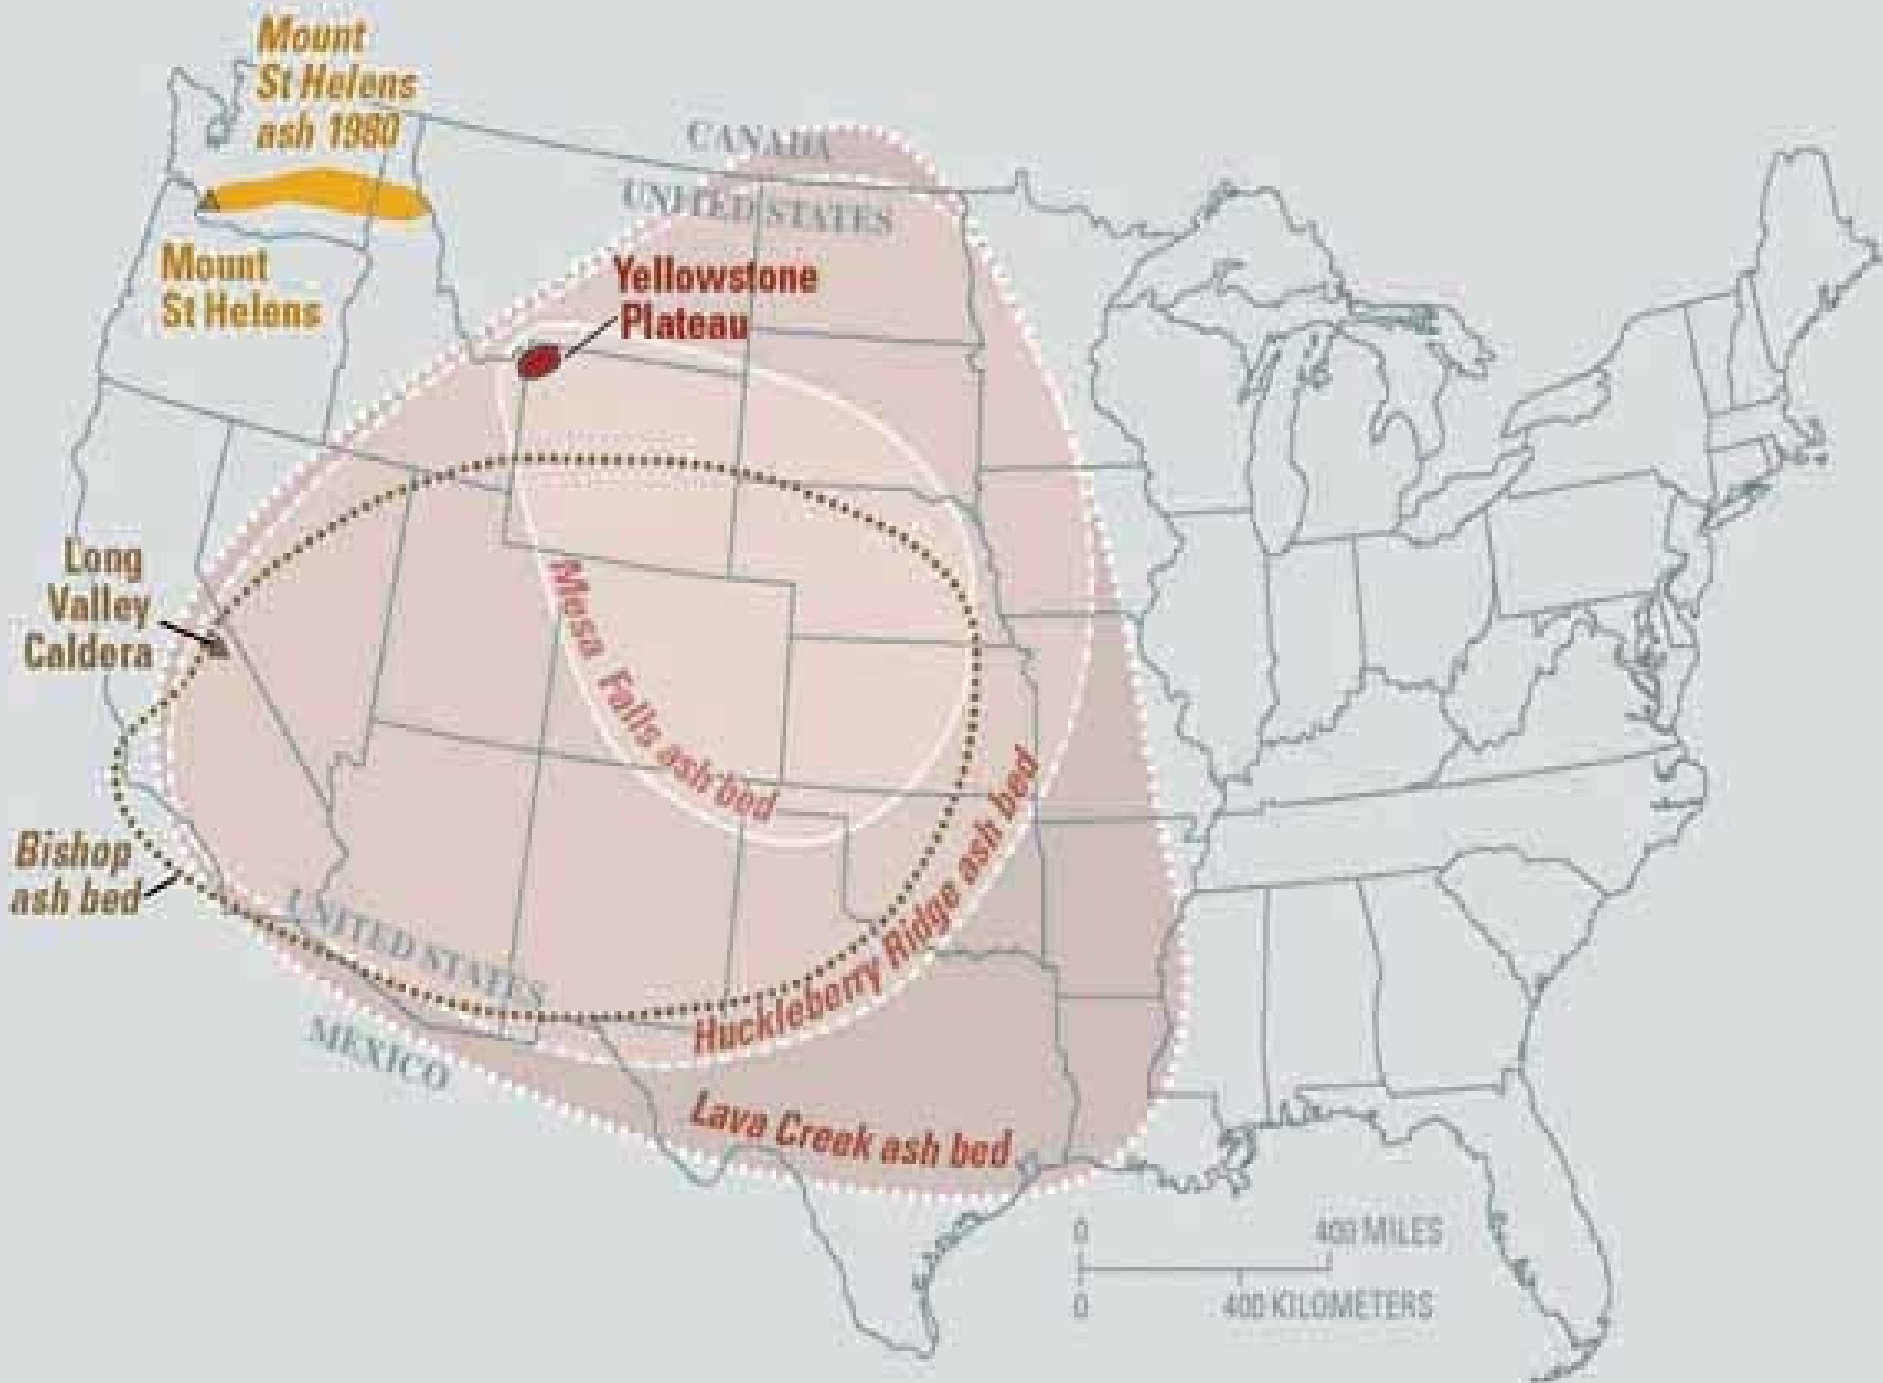 Mount
St Helens
ash 1980
CANADA
UNITED STATES
Mount
St Helens
Yellowstone
Plateau
Long
Valley
Caldera
Mesa Falls ash bed
Bishop
ash bed
Huckleberry Ridge ash bed
UNITED STATES
MEXICO
Lava Creek ash bed
0 400 MILES
0 400 KILOMETERS